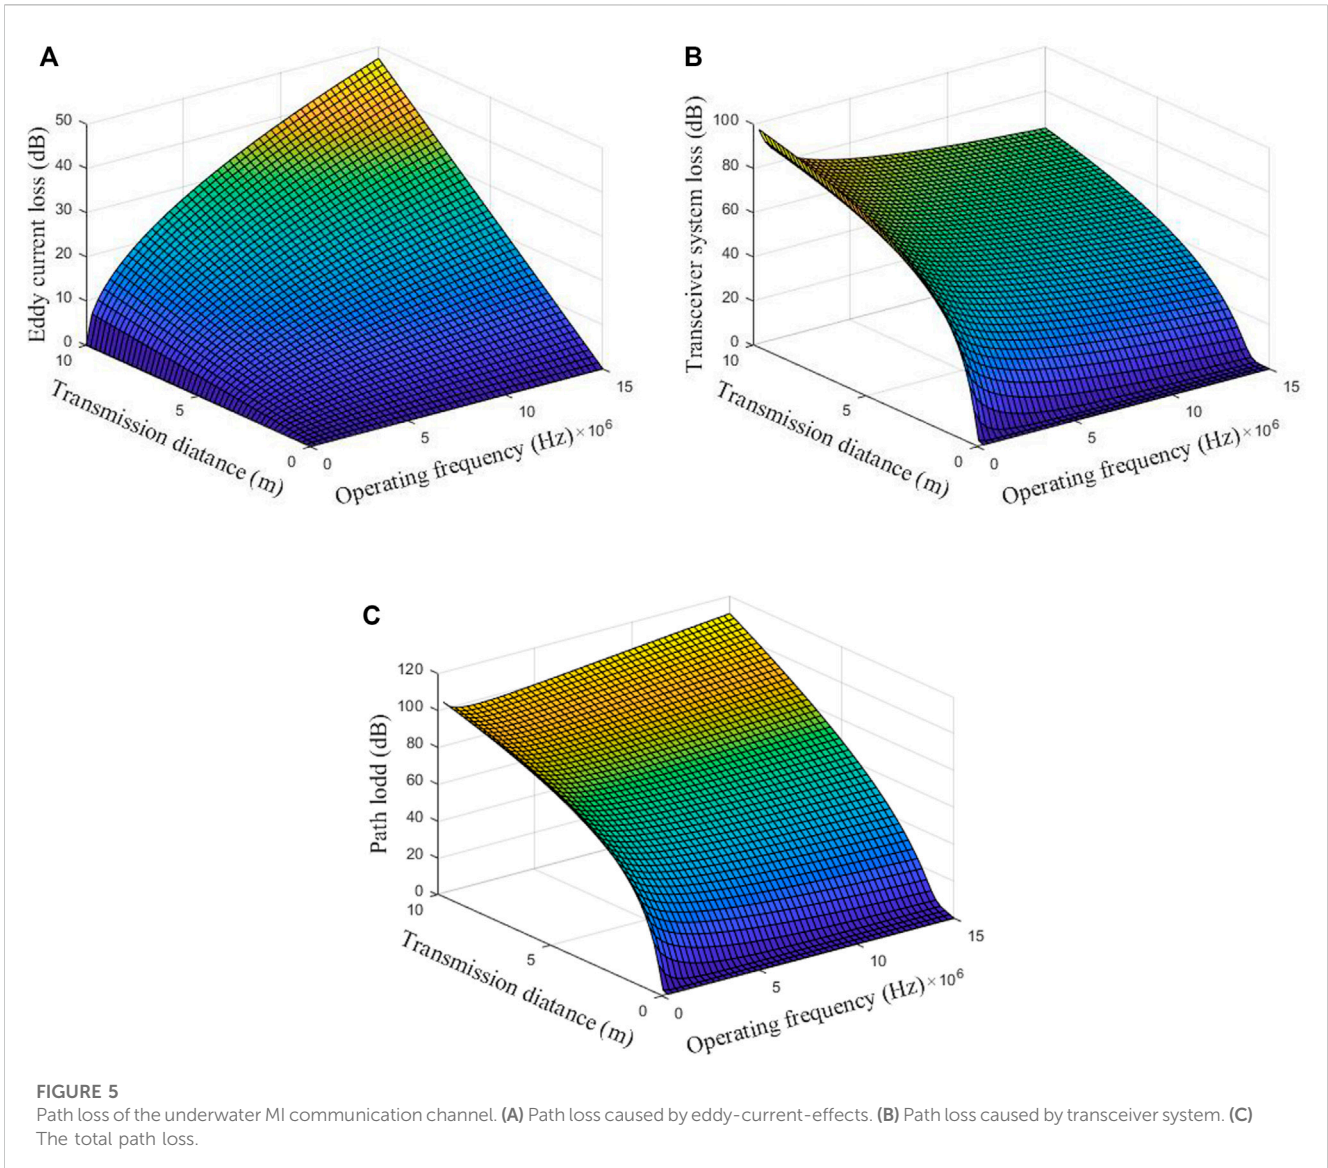 A
Eddy current loss (dB)
50
40
30
20
10
0
10
5
0
Transmission diatance (m)
0
5
10
15
Operating frequency (Hz) ×10⁶
B
Transceiver system loss (dB)
100
80
60
40
20
0
10
5
0
Transmission diatance (m)
0
5
10
15
Operating frequency (Hz) ×10⁶
C
Path lodd (dB)
120
100
80
60
40
20
0
10
5
0
Transmission diatance (m)
0
5
10
15
Operating frequency (Hz) ×10⁶
FIGURE 5
Path loss of the underwater MI communication channel. (A) Path loss caused by eddy-current-effects. (B) Path loss caused by transceiver system. (C)
The total path loss.